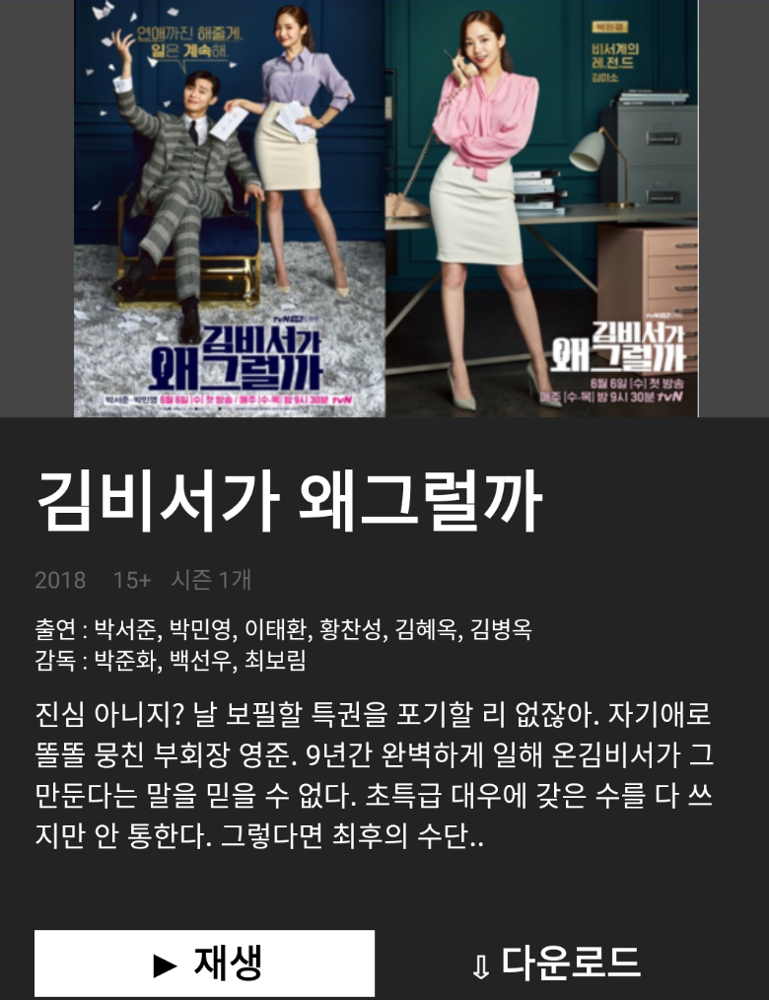 연애까진 해줄게.
일은 계속해.
tvN
김비서가
왜 그럴까
박서준·박민영 6월 6일 |수| 첫 방송 / 매주 |수·목| 밤 9시 30분 tvN
박민영
비서계의
레.전.드
김미소
tvN
김비서가
왜 그럴까
6월 6일 |수| 첫 방송
매주 |수·목| 밤 9시 30분 tvN
김비서가 왜그럴까
2018 15+ 시즌 1개
출연 : 박서준, 박민영, 이태환, 황찬성, 김혜옥, 김병옥
감독 : 박준화, 백선우, 최보림
진심 아니지? 날 보필할 특권을 포기할 리 없잖아. 자기애로
똘똘 뭉친 부회장 영준. 9년간 완벽하게 일해 온김비서가 그
만둔다는 말을 믿을 수 없다. 초특급 대우에 갖은 수를 다 쓰
지만 안 통한다. 그렇다면 최후의 수단..
▶ 재생
⇩ 다운로드